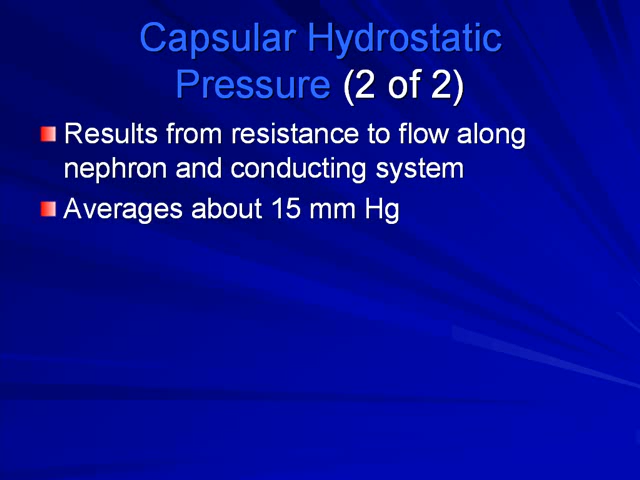 Capsular Hydrostatic
Pressure (2 of 2)
Results from resistance to flow along
nephron and conducting system
Averages about 15 mm Hg